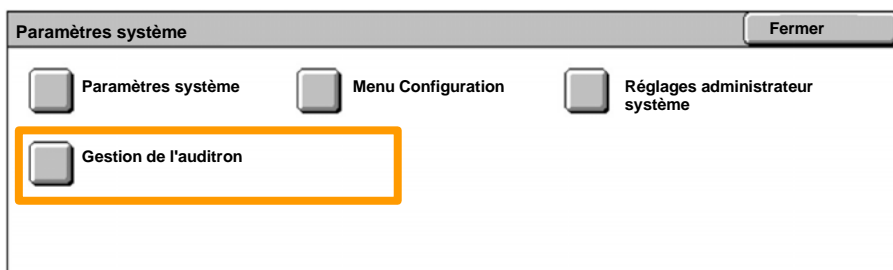 Paramètres système
Fermer
Paramètres système
Menu Configuration
Réglages administrateur
système
Gestion de l'auditron